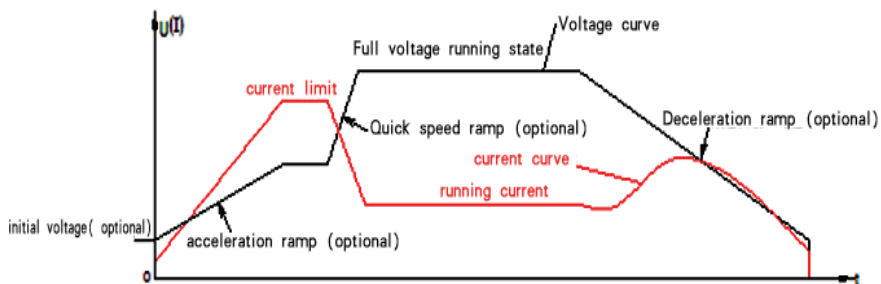 U(I)
Voltage curve
Full voltage running state
current limit
Quick speed ramp (optional)
Deceleration ramp (optional)
current curve
running current
initial voltage( optional)
acceleration ramp (optional)
0
t